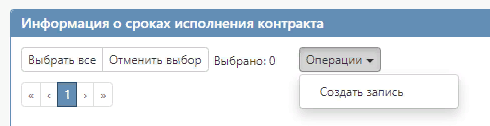 Информация о сроках исполнения контракта
Выбрать все Отменить выбор Выбрано: 0 Операции
« ‹ 1 › »
Создать запись